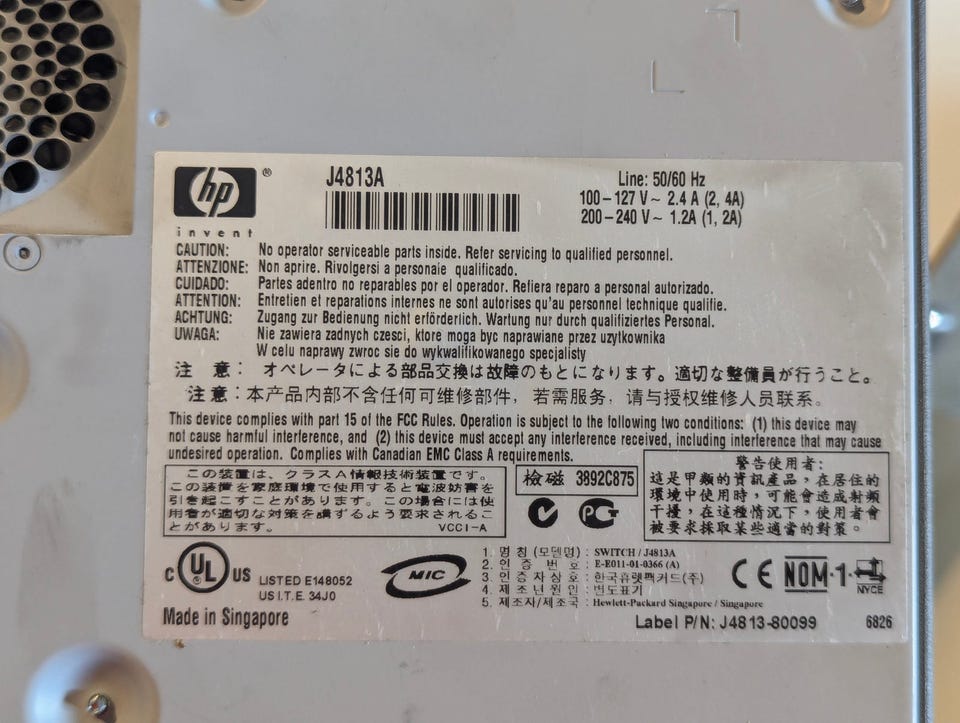 hp ®
invent
J4813A
Line: 50/60 Hz
100-127 V~ 2.4 A (2, 4A)
200-240 V~ 1.2A (1, 2A)
CAUTION: No operator serviceable parts inside. Refer servicing to qualified personnel.
ATTENZIONE: Non aprire. Rivolgersi a personaie qualificado.
CUIDADO: Partes adentro no reparables por el operador. Refiera reparo a personal autorizado.
ATTENTION: Entretien et reparations internes ne sont autorises qu'au personnel technique qualifie.
ACHTUNG: Zugang zur Bedienung nicht erförderlich. Wartung nur durch qualifiziertes Personal.
UWAGA: Nie zawiera zadnych czesci, ktore moga byc naprawiane przez uzytkownika
W celu naprawy zwroc sie do wykwalifikowanego specjalisty
注 意： オペレータによる部品交換は故障のもとになります。適切な整備員が行うこと。
注意：本产品内部不含任何可维修部件，若需服务，请与授权维修人员联系。
This device complies with part 15 of the FCC Rules. Operation is subject to the following two conditions: (1) this device may
not cause harmful interference, and (2) this device must accept any interference received, including interference that may cause
undesired operation. Complies with Canadian EMC Class A requirements.
この装置は、クラスA情報技術装置です。
この装置を家庭環境で使用すると電波妨害を
引き起こすことがあります。この場合には使
用者が適切な対策を講ずるよう要求されるこ
とがあります。 VCCI-A
檢磁 3892C875
PG
警告使用者：
這是甲類的資訊產品，在居住的
環境中使用時，可能會造成射頻
干擾，在這種情況下，使用者會
被要求採取某些適當的對策。
C UL US
LISTED E148052
US I.T.E. 34J0
MIC
1. 명 칭 (모델명) : SWITCH / J4813A
2. 인 증 번 호 : E-E011-01-0366 (A)
3. 인 증 자 상 호 : 한국휴렛팩커드(주)
4. 제 조 년 원 인 : 별도표기
5. 제조자/제조국 : Hewlett-Packard Singapore / Singapore
CE NOM-1-
NYCE
Made in Singapore
Label P/N: J4813-80099
6826